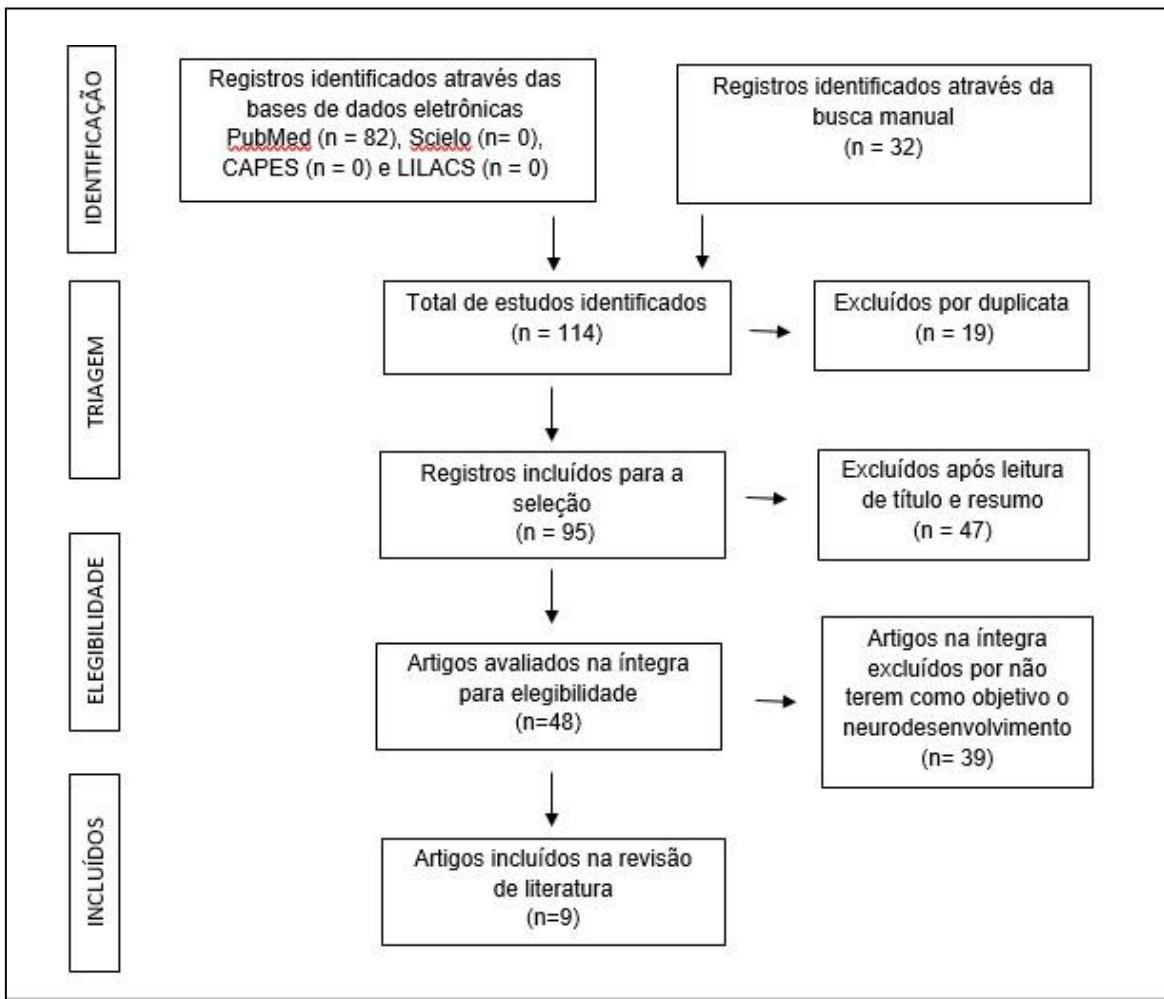 IDENTIFICAÇÃO
Registros identificados através das
bases de dados eletrônicas
PubMed (n = 82), Scielo (n= 0),
CAPES (n = 0) e LILACS (n = 0)
Registros identificados através da
busca manual
(n = 32)
TRIAGEM
Total de estudos identificados
(n = 114)
Excluídos por duplicata
(n = 19)
Registros incluídos para a
seleção
(n = 95)
Excluídos após leitura
de título e resumo
(n = 47)
ELEGIBILIDADE
Artigos avaliados na íntegra
para elegibilidade
(n=48)
Artigos na íntegra
excluídos por não
terem como objetivo o
neurodesenvolvimento
(n= 39)
INCLUÍDOS
Artigos incluídos na revisão
de literatura
(n=9)